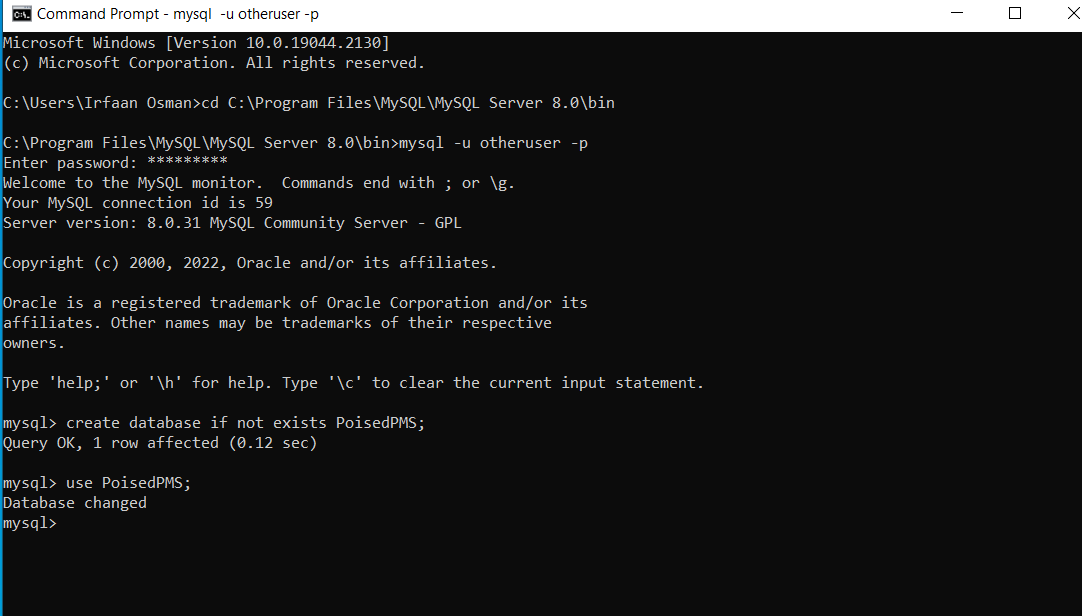 Command Prompt - mysql  -u otheruser -p
Microsoft Windows [Version 10.0.19044.2130]
(c) Microsoft Corporation. All rights reserved.
C:\Users\Irfaan Osman>cd C:\Program Files\MySQL\MySQL Server 8.0\bin
C:\Program Files\MySQL\MySQL Server 8.0\bin>mysql -u otheruser -p
Enter password: *********
Welcome to the MySQL monitor.  Commands end with ; or \g.
Your MySQL connection id is 59
Server version: 8.0.31 MySQL Community Server - GPL
Copyright (c) 2000, 2022, Oracle and/or its affiliates.
Oracle is a registered trademark of Oracle Corporation and/or its
affiliates. Other names may be trademarks of their respective
owners.
Type 'help;' or '\h' for help. Type '\c' to clear the current input statement.
mysql> create database if not exists PoisedPMS;
Query OK, 1 row affected (0.12 sec)
mysql> use PoisedPMS;
Database changed
mysql>